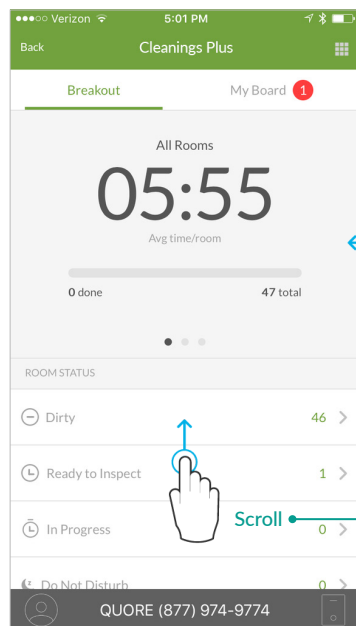 Verizon 5:01 PM
Back Cleanings Plus
Breakout My Board 1
All Rooms
05:55
Avg time/room
0 done 47 total
ROOM STATUS
Dirty 46
Ready to Inspect 1
Scroll
In Progress 0
Do Not Disturb 0
QUORE (877) 974-9774